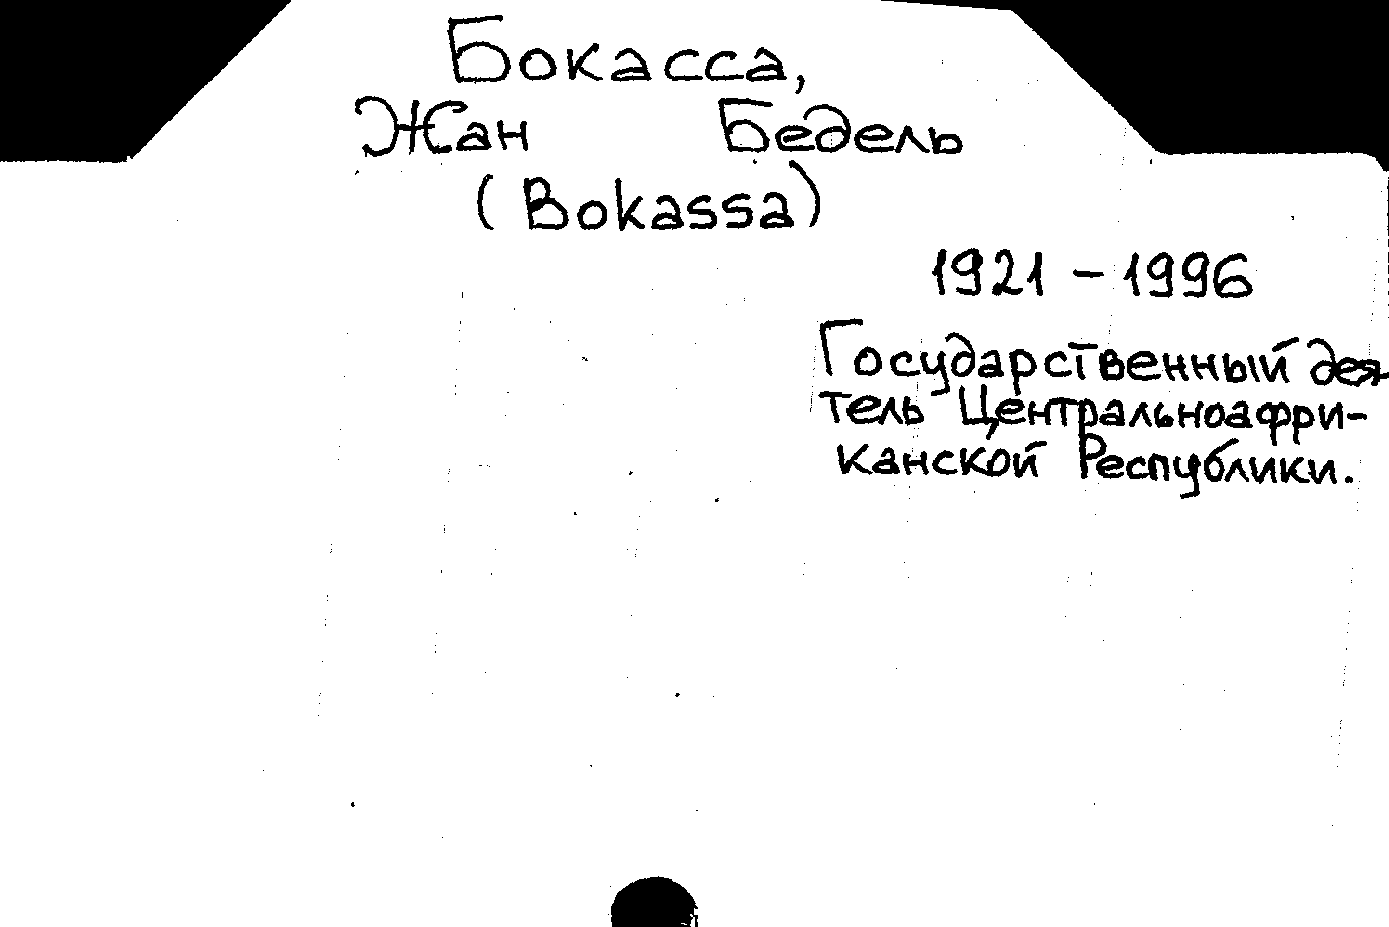 Бокасса,
Жан Бедель
(Bokassa)
1921 - 1996
Государственный дея
тель Центральноафри-
канской Республики.